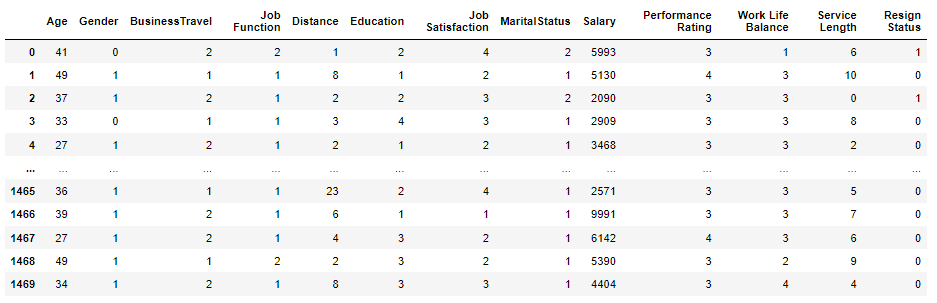 Age Gender BusinessTravel Job Function Distance Education Job Satisfaction MaritalStatus Salary Performance Rating Work Life Balance Service Length Resign Status
0 41 0 2 2 1 2 4 2 5993 3 1 6 1
1 49 1 1 1 8 1 2 1 5130 4 3 10 0
2 37 1 2 1 2 2 3 2 2090 3 3 0 1
3 33 0 1 1 3 4 3 1 2909 3 3 8 0
4 27 1 2 1 2 1 2 1 3468 3 3 2 0
... ... ... ... ... ... ... ... ... ... ... ... ... ...
1465 36 1 1 1 23 2 4 1 2571 3 3 5 0
1466 39 1 2 1 6 1 1 1 9991 3 3 7 0
1467 27 1 2 1 4 3 2 1 6142 4 3 6 0
1468 49 1 1 2 2 3 2 1 5390 3 2 9 0
1469 34 1 2 1 8 3 3 1 4404 3 4 4 0